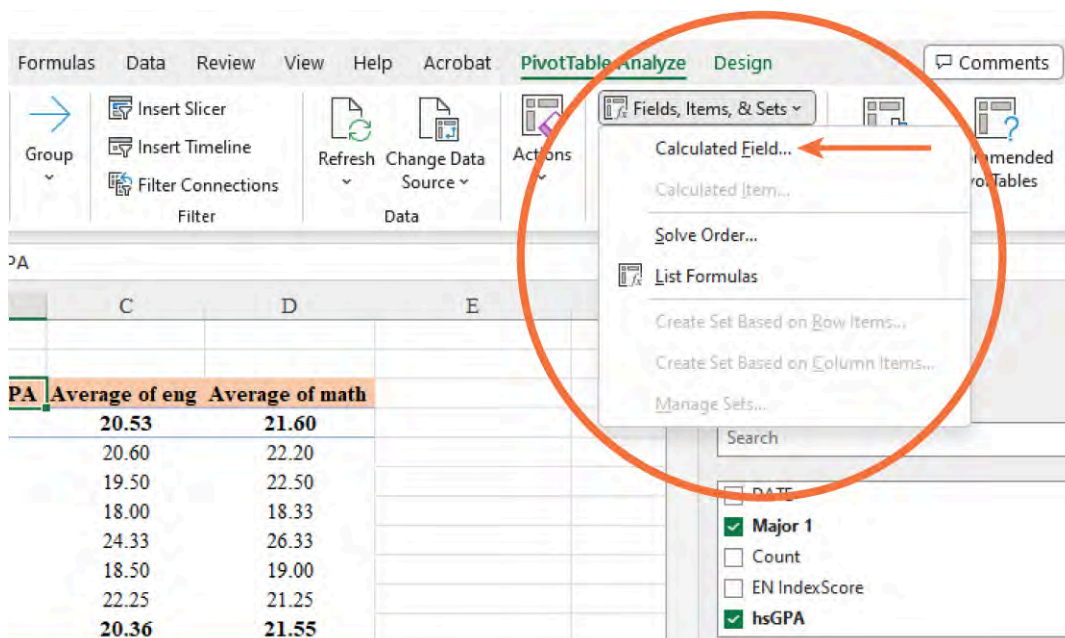 Formulas Data Review View Help Acrobat PivotTable Analyze Design Comments
Group
Insert Slicer
Insert Timeline
Filter Connections
Filter
Refresh
Change Data
Source
Data
Actions
Fields, Items, & Sets
Calculated Field...
Calculated Item...
Solve Order...
List Formulas
Create Set Based on Row Items...
Create Set Based on Column Items...
Manage Sets...
PA
C D E
PA Average of eng Average of math
20.53 21.60
20.60 22.20
19.50 22.50
18.00 18.33
24.33 26.33
18.50 19.00
22.25 21.25
20.36 21.55
Search
DATE
Major 1
Count
EN IndexScore
hsGPA